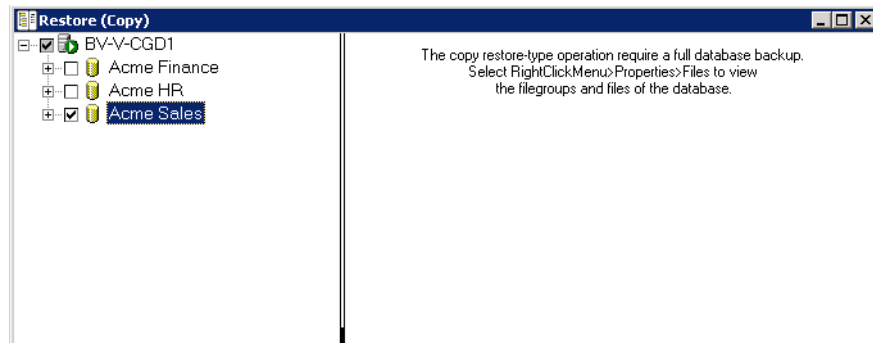 Restore (Copy)
BV-V-CGD1
Acme Finance
Acme HR
Acme Sales
The copy restore-type operation require a full database backup.
Select RightClickMenu>Properties>Files to view
the filegroups and files of the database.